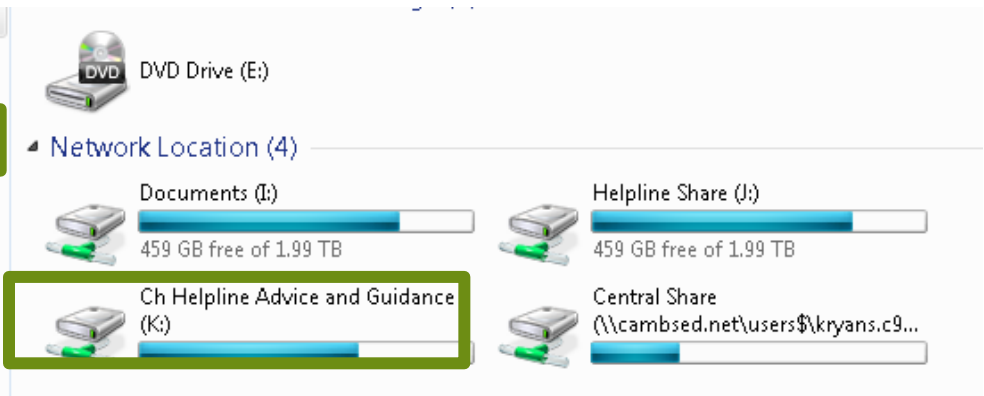 DVD
DVD Drive (E:)
Network Location (4)
Documents (I:)
459 GB free of 1.99 TB
Helpline Share (J:)
459 GB free of 1.99 TB
Ch Helpline Advice and Guidance
(K:)
Central Share
(\\cambsed.net\users$\kryans.c9...